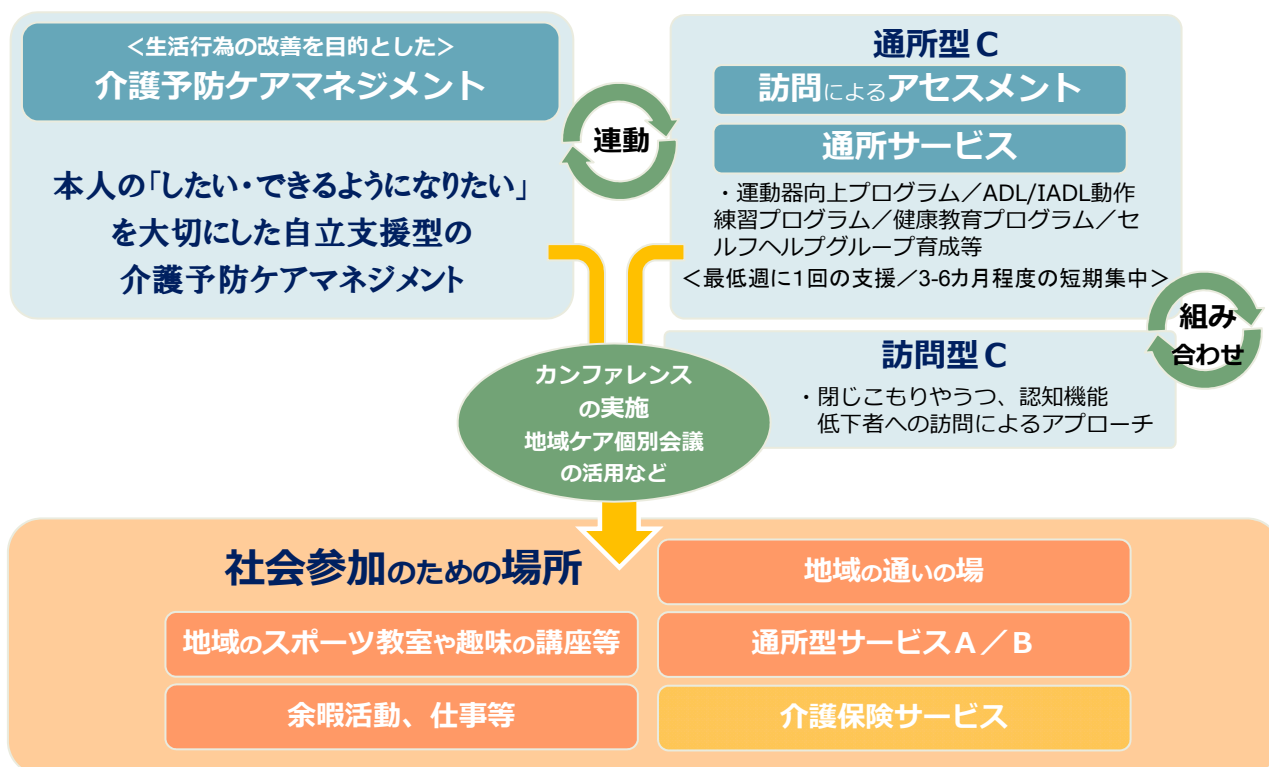 <生活行為の改善を目的とした>
介護予防ケアマネジメント
本人の「したい・できるようになりたい」
を大切にした自立支援型の
介護予防ケアマネジメント
連動
通所型C
訪問によるアセスメント
通所サービス
・運動器向上プログラム/ADL/IADL動作
練習プログラム/健康教育プログラム/セ
ルフヘルプグループ育成等
<最低週に1回の支援/3-6カ月程度の短期集中>
組み
合わせ
訪問型C
・閉じこもりやうつ、認知機能
低下者への訪問によるアプローチ
カンファレンス
の実施
地域ケア個別会議
の活用など
社会参加のための場所
地域の通いの場
地域のスポーツ教室や趣味の講座等
通所型サービスA/B
余暇活動、仕事等
介護保険サービス